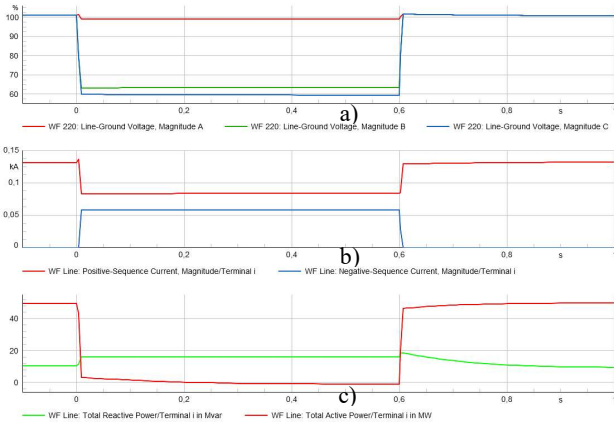 %
100
90
80
70
60
0 0,2 0,4 0,6 0,8 s
a)
WF 220: Line-Ground Voltage, Magnitude A WF 220: Line-Ground Voltage, Magnitude B WF 220: Line-Ground Voltage, Magnitude C
0,15
kA
0,1
0,05
0
0 0,2 0,4 0,6 0,8 s
b)
WF Line: Positive-Sequence Current, Magnitude/Terminal i WF Line: Negative-Sequence Current, Magnitude/Terminal i
40
20
0
0 0,2 0,4 0,6 0,8 s
c)
WF Line: Total Reactive Power/Terminal i in Mvar WF Line: Total Active Power/Terminal i in MW